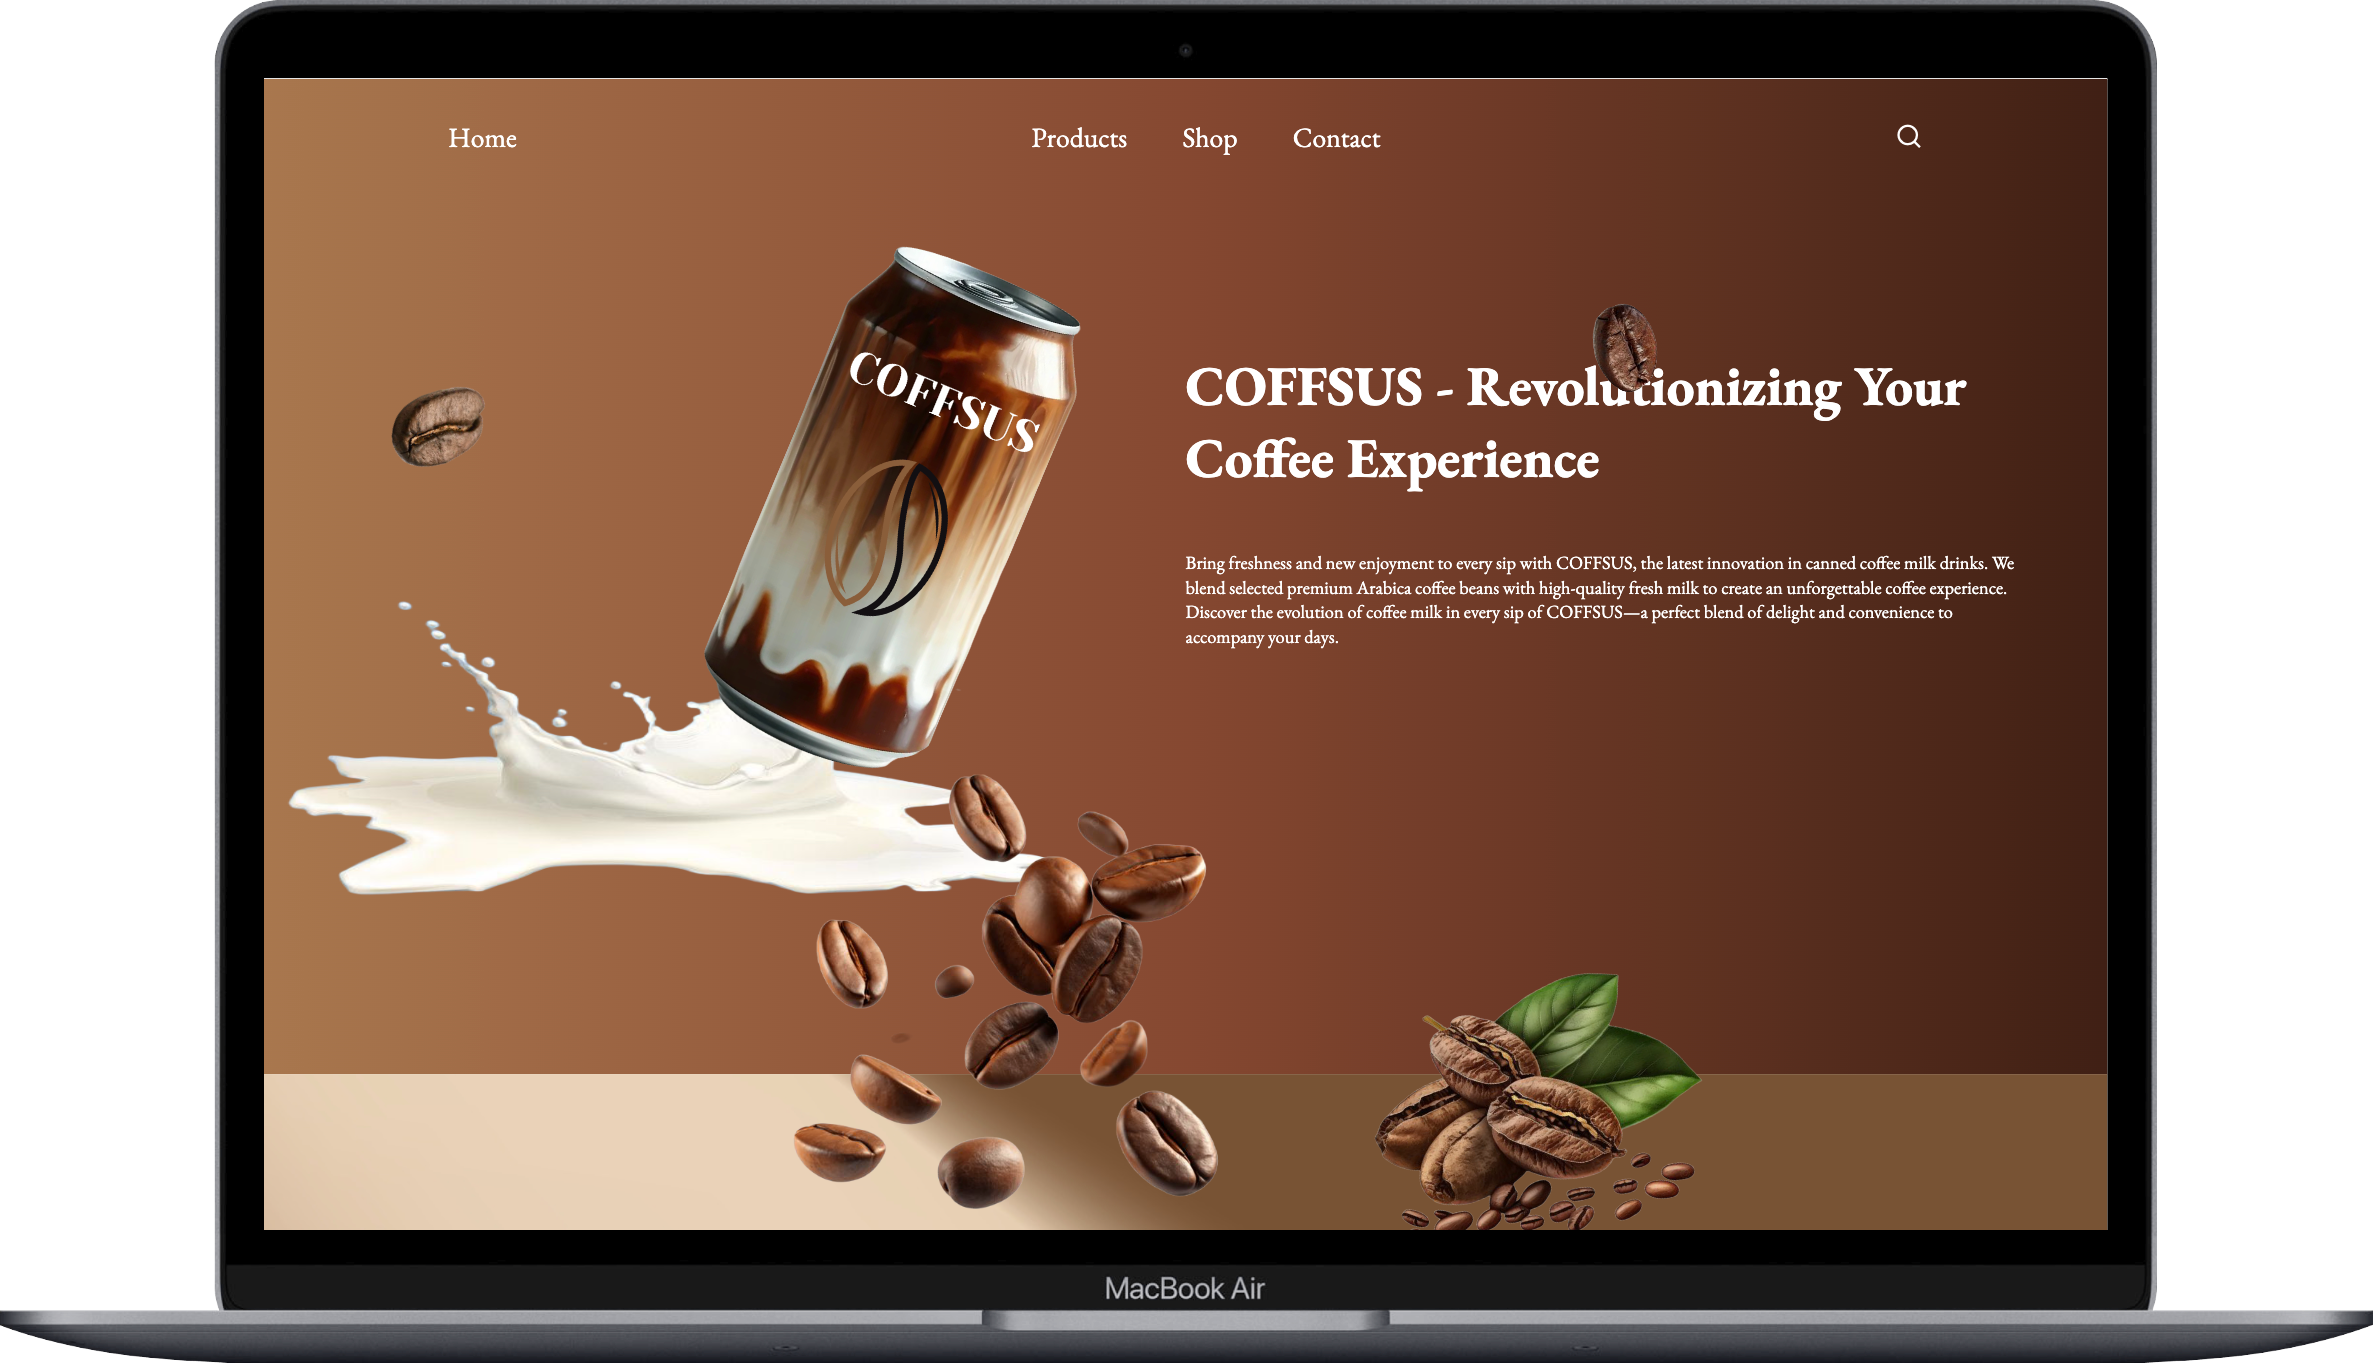 Home
Products
Shop
Contact
COFFSUS
COFFSUS - Revolutionizing Your
Coffee Experience
Bring freshness and new enjoyment to every sip with COFFSUS, the latest innovation in canned coffee milk drinks. We
blend selected premium Arabica coffee beans with high-quality fresh milk to create an unforgettable coffee experience.
Discover the evolution of coffee milk in every sip of COFFSUS—a perfect blend of delight and convenience to
accompany your days.
MacBook Air